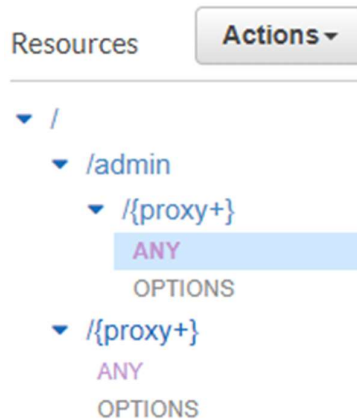 Resources
Actions
/
/admin
/{proxy+}
ANY
OPTIONS
/{proxy+}
ANY
OPTIONS